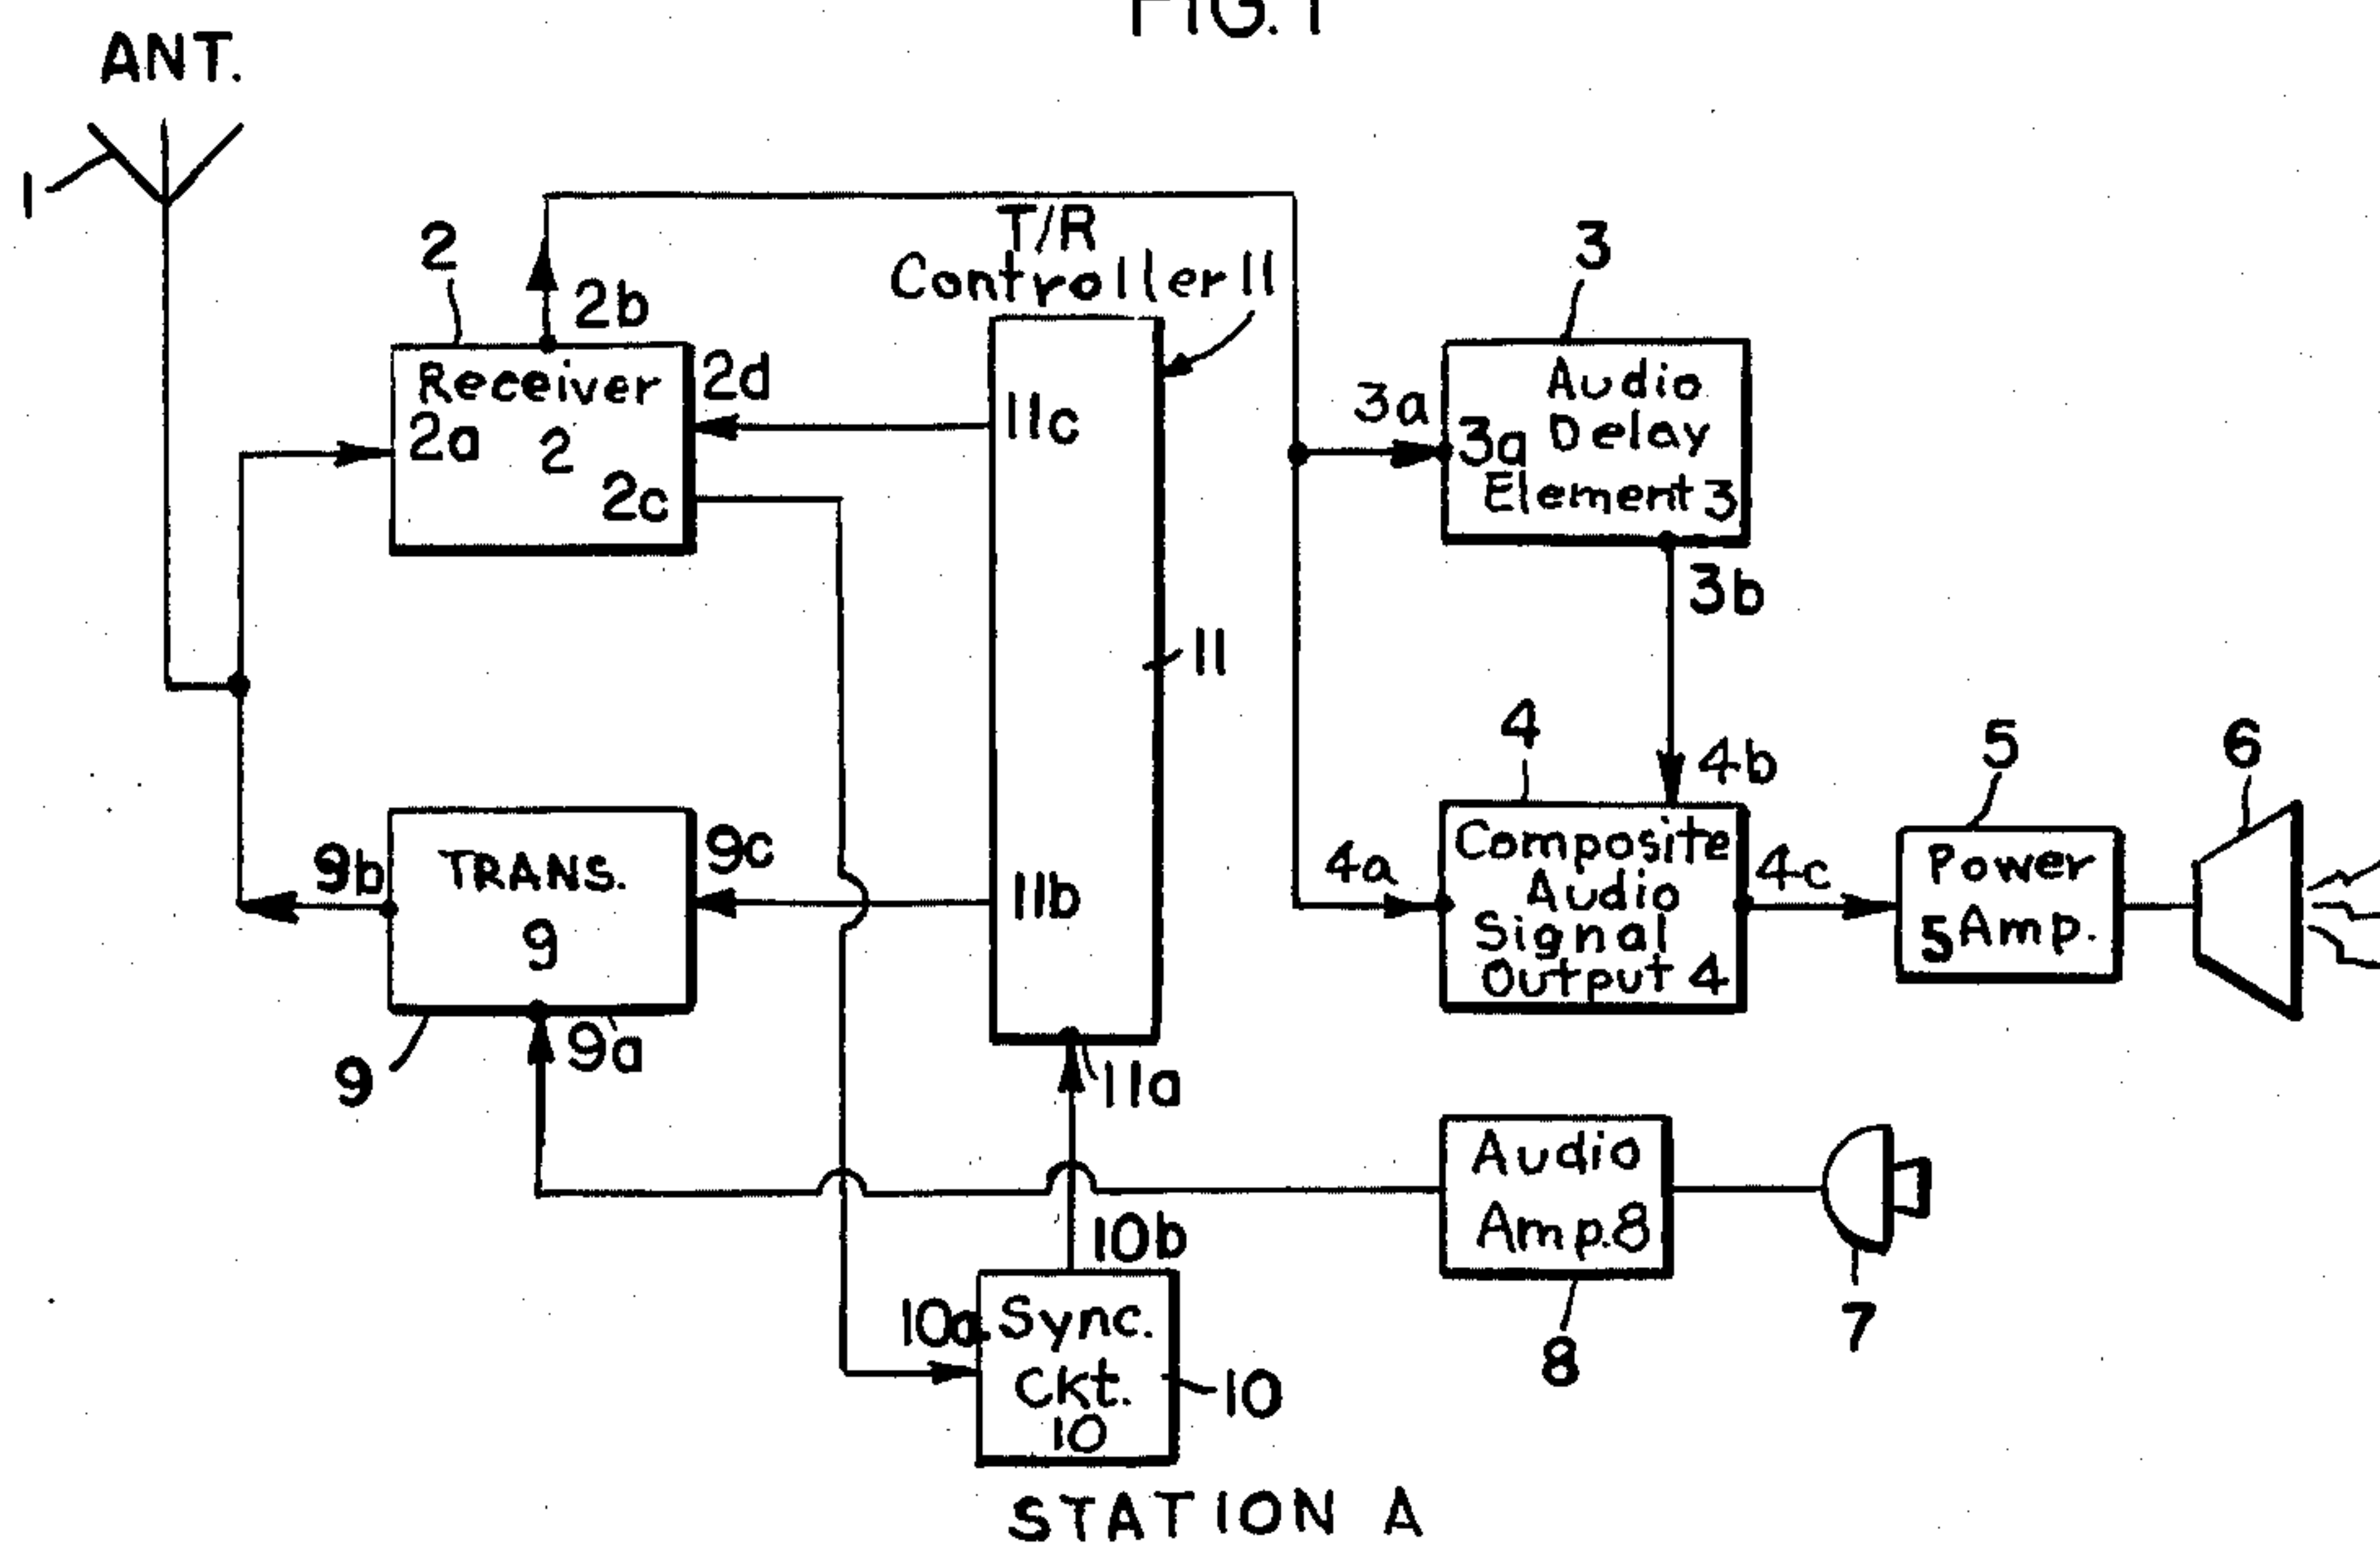 FIG. 1
ANT.
1
2
2b
T/R
Controller 11
3
Receiver
2a
2
2c
2d
11c
3a
3a
Audio
Delay
Element 3
3b
11
4
4b
5
6
9b
TRANS.
9
9c
11b
4a
Composite
Audio
Signal
Output 4
4c
Power
5 Amp.
9
9a
11a
Audio
Amp. 8
10b
10a
Sync.
Ckt.
10
10
8
7
STATION A